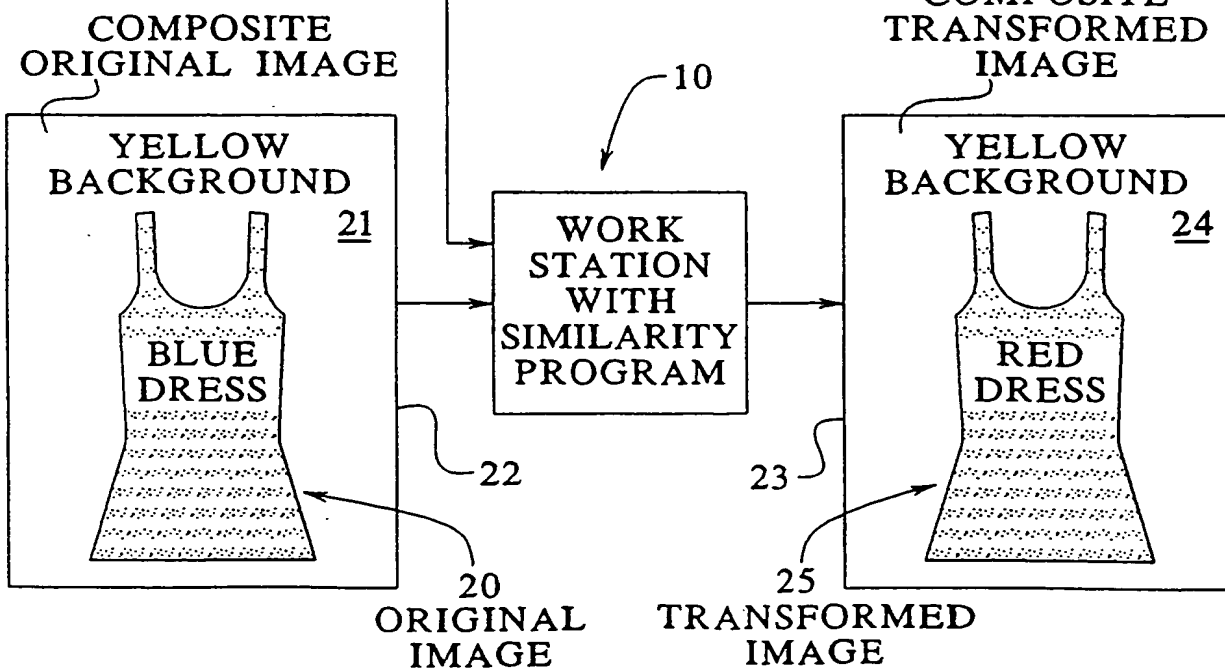 COMPOSITE
ORIGINAL IMAGE
YELLOW
BACKGROUND
21
BLUE
DRESS
22
20
ORIGINAL
IMAGE
10
WORK
STATION
WITH
SIMILARITY
PROGRAM
COMPOSITE
TRANSFORMED
IMAGE
YELLOW
BACKGROUND
24
RED
DRESS
23
25
TRANSFORMED
IMAGE